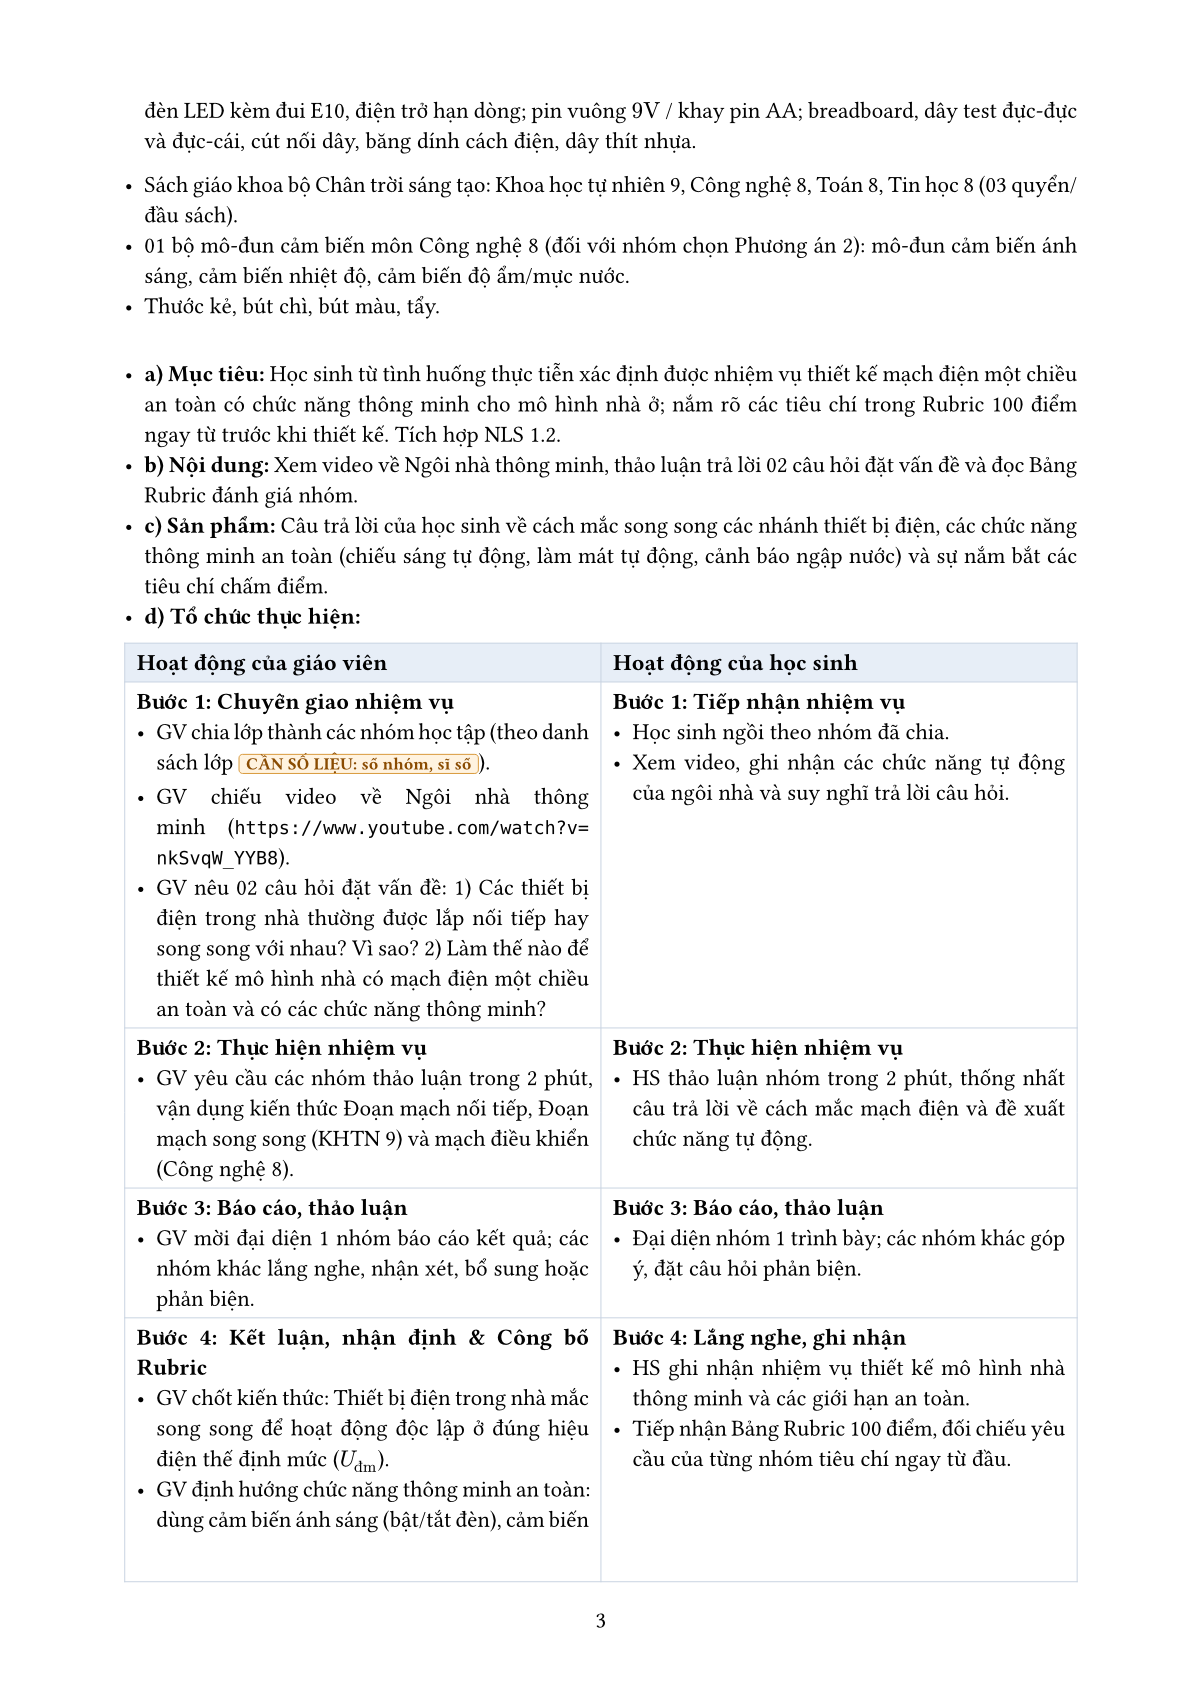 đèn LED kèm đui E10, điện trở hạn dòng; pin vuông 9V / khay pin AA; breadboard, dây test đực-đực
và đực-cái, cút nối dây, băng dính cách điện, dây thít nhựa.
• Sách giáo khoa bộ Chân trời sáng tạo: Khoa học tự nhiên 9, Công nghệ 8, Toán 8, Tin học 8 (03 quyển/
đầu sách).
• 01 bộ mô-đun cảm biến môn Công nghệ 8 (đối với nhóm chọn Phương án 2): mô-đun cảm biến ánh
sáng, cảm biến nhiệt độ, cảm biến độ ẩm/mực nước.
• Thước kẻ, bút chì, bút màu, tẩy.
• a) Mục tiêu: Học sinh từ tình huống thực tiễn xác định được nhiệm vụ thiết kế mạch điện một chiều
an toàn có chức năng thông minh cho mô hình nhà ở; nắm rõ các tiêu chí trong Rubric 100 điểm
ngay từ trước khi thiết kế. Tích hợp NLS 1.2.
• b) Nội dung: Xem video về Ngôi nhà thông minh, thảo luận trả lời 02 câu hỏi đặt vấn đề và đọc Bảng
Rubric đánh giá nhóm.
• c) Sản phẩm: Câu trả lời của học sinh về cách mắc song song các nhánh thiết bị điện, các chức năng
thông minh an toàn (chiếu sáng tự động, làm mát tự động, cảnh báo ngập nước) và sự nắm bắt các
tiêu chí chấm điểm.
• d) Tổ chức thực hiện:
Hoạt động của giáo viên
Hoạt động của học sinh
Bước 1: Chuyển giao nhiệm vụ
• GV chia lớp thành các nhóm học tập (theo danh
sách lớp CẦN SỐ LIỆU: số nhóm, sĩ số ).
• GV chiếu video về Ngôi nhà thông
minh (https://www.youtube.com/watch?v=
nkSvqW_YYB8).
• GV nêu 02 câu hỏi đặt vấn đề: 1) Các thiết bị
điện trong nhà thường được lắp nối tiếp hay
song song với nhau? Vì sao? 2) Làm thế nào để
thiết kế mô hình nhà có mạch điện một chiều
an toàn và có các chức năng thông minh?
Bước 1: Tiếp nhận nhiệm vụ
• Học sinh ngồi theo nhóm đã chia.
• Xem video, ghi nhận các chức năng tự động
của ngôi nhà và suy nghĩ trả lời câu hỏi.
Bước 2: Thực hiện nhiệm vụ
• GV yêu cầu các nhóm thảo luận trong 2 phút,
vận dụng kiến thức Đoạn mạch nối tiếp, Đoạn
mạch song song (KHTN 9) và mạch điều khiển
(Công nghệ 8).
Bước 2: Thực hiện nhiệm vụ
• HS thảo luận nhóm trong 2 phút, thống nhất
câu trả lời về cách mắc mạch điện và đề xuất
chức năng tự động.
Bước 3: Báo cáo, thảo luận
• GV mời đại diện 1 nhóm báo cáo kết quả; các
nhóm khác lắng nghe, nhận xét, bổ sung hoặc
phản biện.
Bước 3: Báo cáo, thảo luận
• Đại diện nhóm 1 trình bày; các nhóm khác góp
ý, đặt câu hỏi phản biện.
Bước 4: Kết luận, nhận định & Công bố
Rubric
• GV chốt kiến thức: Thiết bị điện trong nhà mắc
song song để hoạt động độc lập ở đúng hiệu
điện thế định mức (Uđm).
• GV định hướng chức năng thông minh an toàn:
dùng cảm biến ánh sáng (bật/tắt đèn), cảm biến
Bước 4: Lắng nghe, ghi nhận
• HS ghi nhận nhiệm vụ thiết kế mô hình nhà
thông minh và các giới hạn an toàn.
• Tiếp nhận Bảng Rubric 100 điểm, đối chiếu yêu
cầu của từng nhóm tiêu chí ngay từ đầu.
3